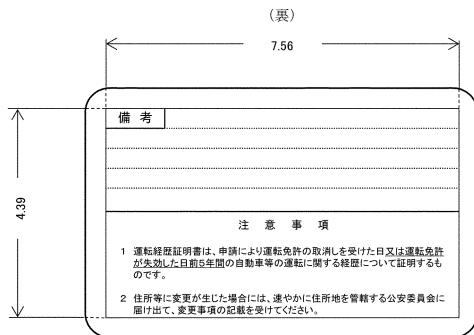 （裏）
7.56
4.39
備考
注意事項
1 運転経歴証明書は、申請により運転免許の取消しを受けた日又は運転免許
が失効した日前5年間の自動車等の運転に関する経歴について証明するも
のです。
2 住所等に変更が生じた場合には、速やかに住所地を管轄する公安委員会に
届け出て、変更事項の記載を受けてください。